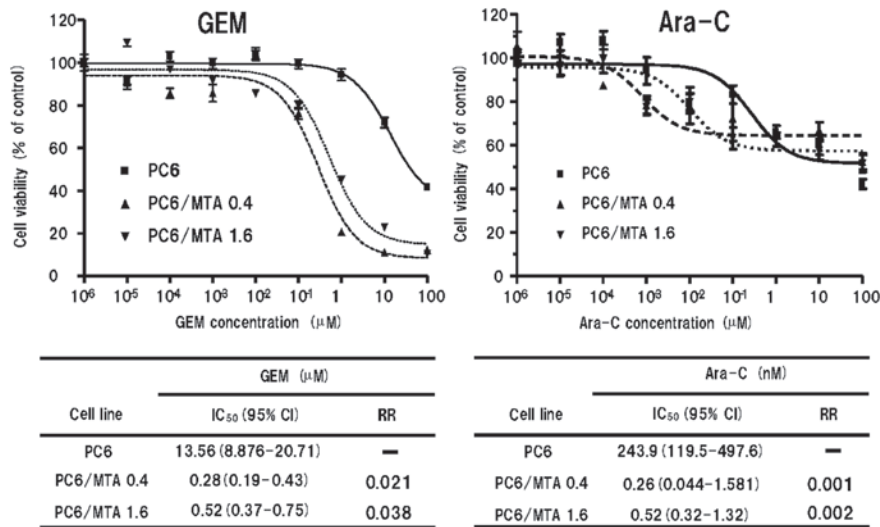 GEM
120
100
80
60
40
20
0
Cell viability (% of control)
PC6
PC6/MTA 0.4
PC6/MTA 1.6
10⁶ 10⁵ 10⁴ 10³ 10² 10¹ 1 10 100
GEM concentration (μM)
Ara-C
120
100
80
60
40
20
0
Cell viability (% of control)
PC6
PC6/MTA 0.4
PC6/MTA 1.6
10⁶ 10⁵ 10⁴ 10³ 10² 10¹ 1 10 100
Ara-C concentration (μM)
GEM (μM)
Cell line IC₅₀ (95% CI) RR
PC6 13.56 (8.876-20.71) —
PC6/MTA 0.4 0.28 (0.19-0.43) 0.021
PC6/MTA 1.6 0.52 (0.37-0.75) 0.038
Ara-C (nM)
Cell line IC₅₀ (95% CI) RR
PC6 243.9 (119.5-497.6) —
PC6/MTA 0.4 0.26 (0.044-1.581) 0.001
PC6/MTA 1.6 0.52 (0.32-1.32) 0.002